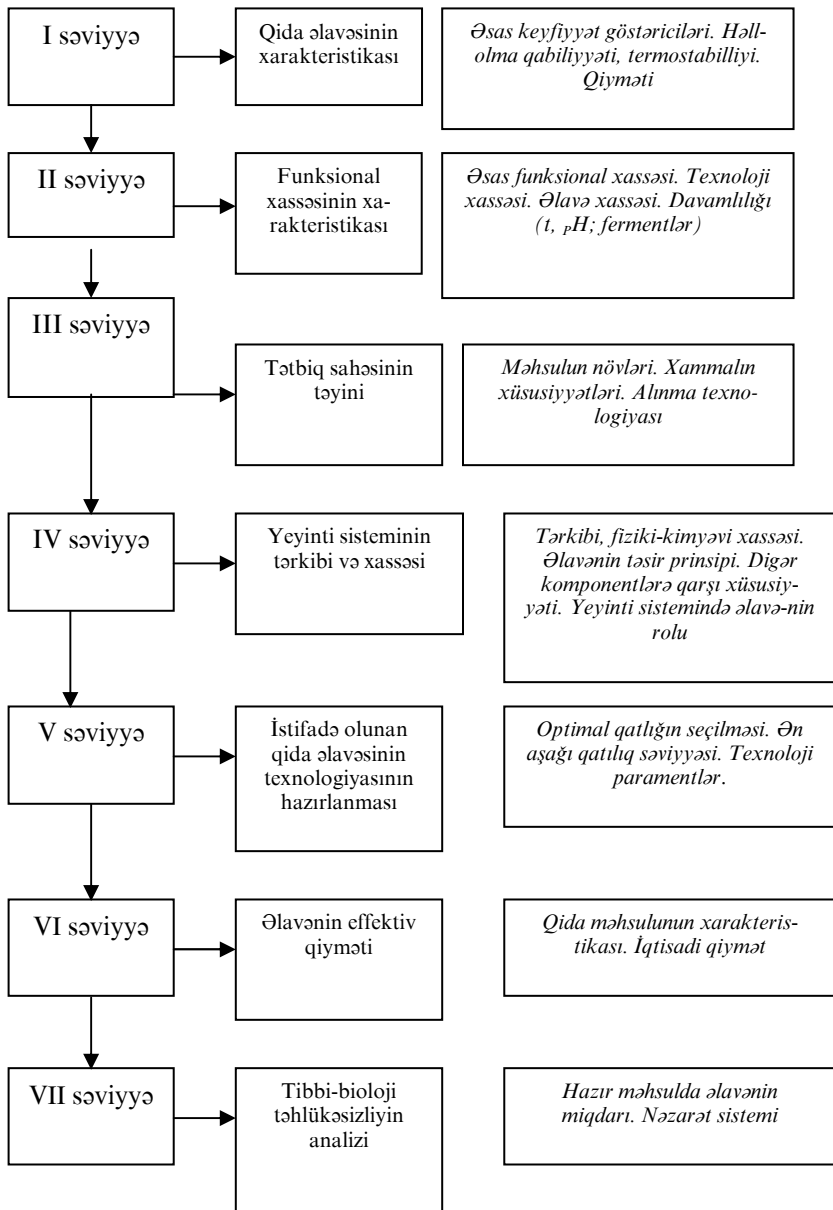 I səviyyə
Qida əlavəsinin
xarakteristikası
Əsas keyfiyyət göstəriciləri. Həll-
olma qabiliyyəti, termostabilliyi.
Qiyməti
II səviyyə
Funksional
xassəsinin xa-
rakteristikası
Əsas funksional xassəsi. Texnoloji
xassəsi. Əlavə xassəsi. Davamlılığı
(t, PH; fermentlər)
III səviyyə
Tətbiq sahəsinin
təyini
Məhsulun növləri. Xammalın
xüsusiyyətləri. Alınma texno-
logiyası
IV səviyyə
Yeyinti sisteminin
tərkibi və xassəsi
Tərkibi, fiziki-kimyəvi xassəsi.
Əlavənin təsir prinsipi. Digər
komponentlərə qarşı xüsusiy-
yəti. Yeyinti sistemində əlavə-nin
rolu
V səviyyə
İstifadə olunan
qida əlavəsinin
texnologiyasının
hazırlanması
Optimal qatlığın seçilməsi. Ən
aşağı qatılıq səviyyəsi. Texnoloji
paramentlər.
VI səviyyə
Əlavənin effektiv
qiyməti
Qida məhsulunun xarakteris-
tikası. İqtisadi qiymət
VII səviyyə
Tibbi-bioloji
təhlükəsizliyin
analizi
Hazır məhsulda əlavənin
miqdarı. Nəzarət sistemi